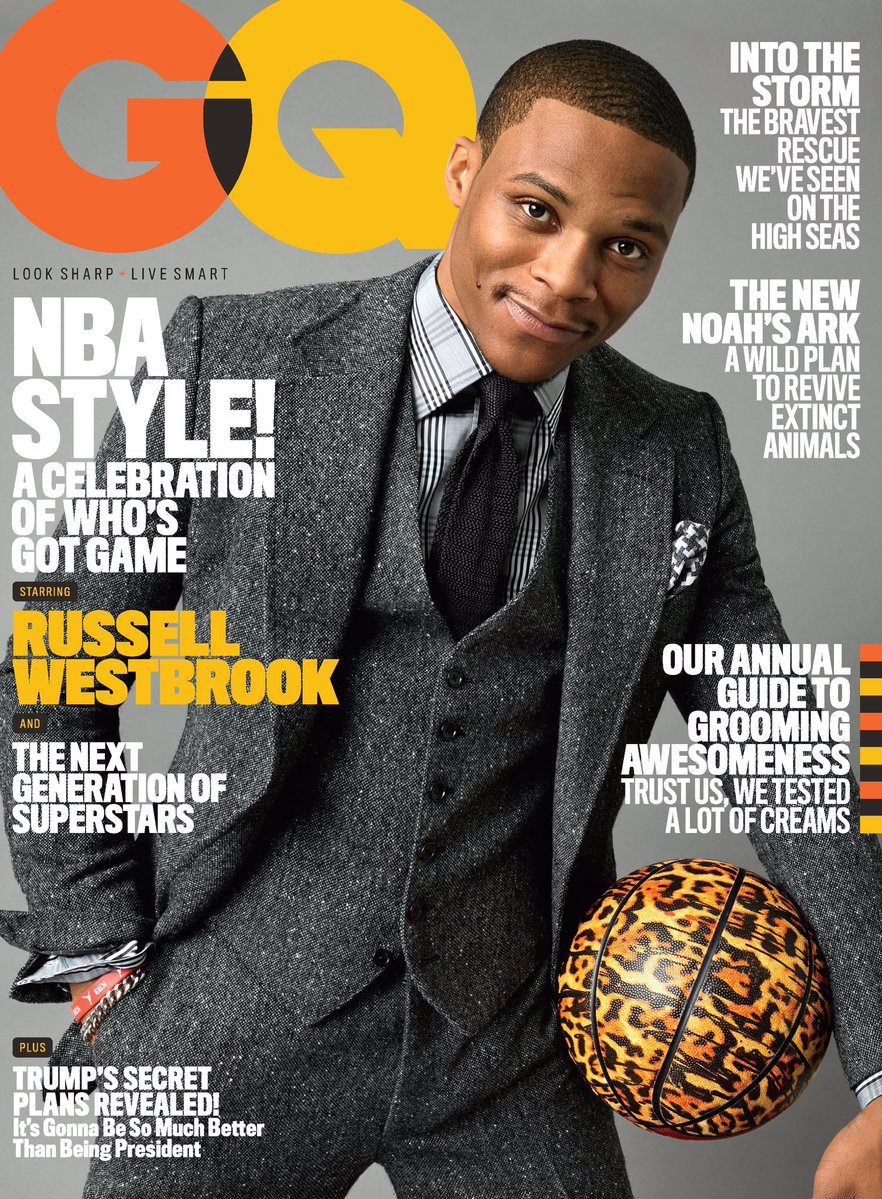 GQ
LOOK SHARP + LIVE SMART
NBA
STYLE!
A CELEBRATION
OF WHO'S
GOT GAME
STARRING
RUSSELL
WESTBROOK
AND
THE NEXT
GENERATION OF
SUPERSTARS
PLUS
TRUMP'S SECRET
PLANS REVEALED!
It's Gonna Be So Much Better
Than Being President
INTO THE
STORM
THE BRAVEST
RESCUE
WE'VE SEEN
ON THE
HIGH SEAS
THE NEW
NOAH'S ARK
A WILD PLAN
TO REVIVE
EXTINCT
ANIMALS
OUR ANNUAL
GUIDE TO
GROOMING
AWESOMENESS
TRUST US, WE TESTED
A LOT OF CREAMS